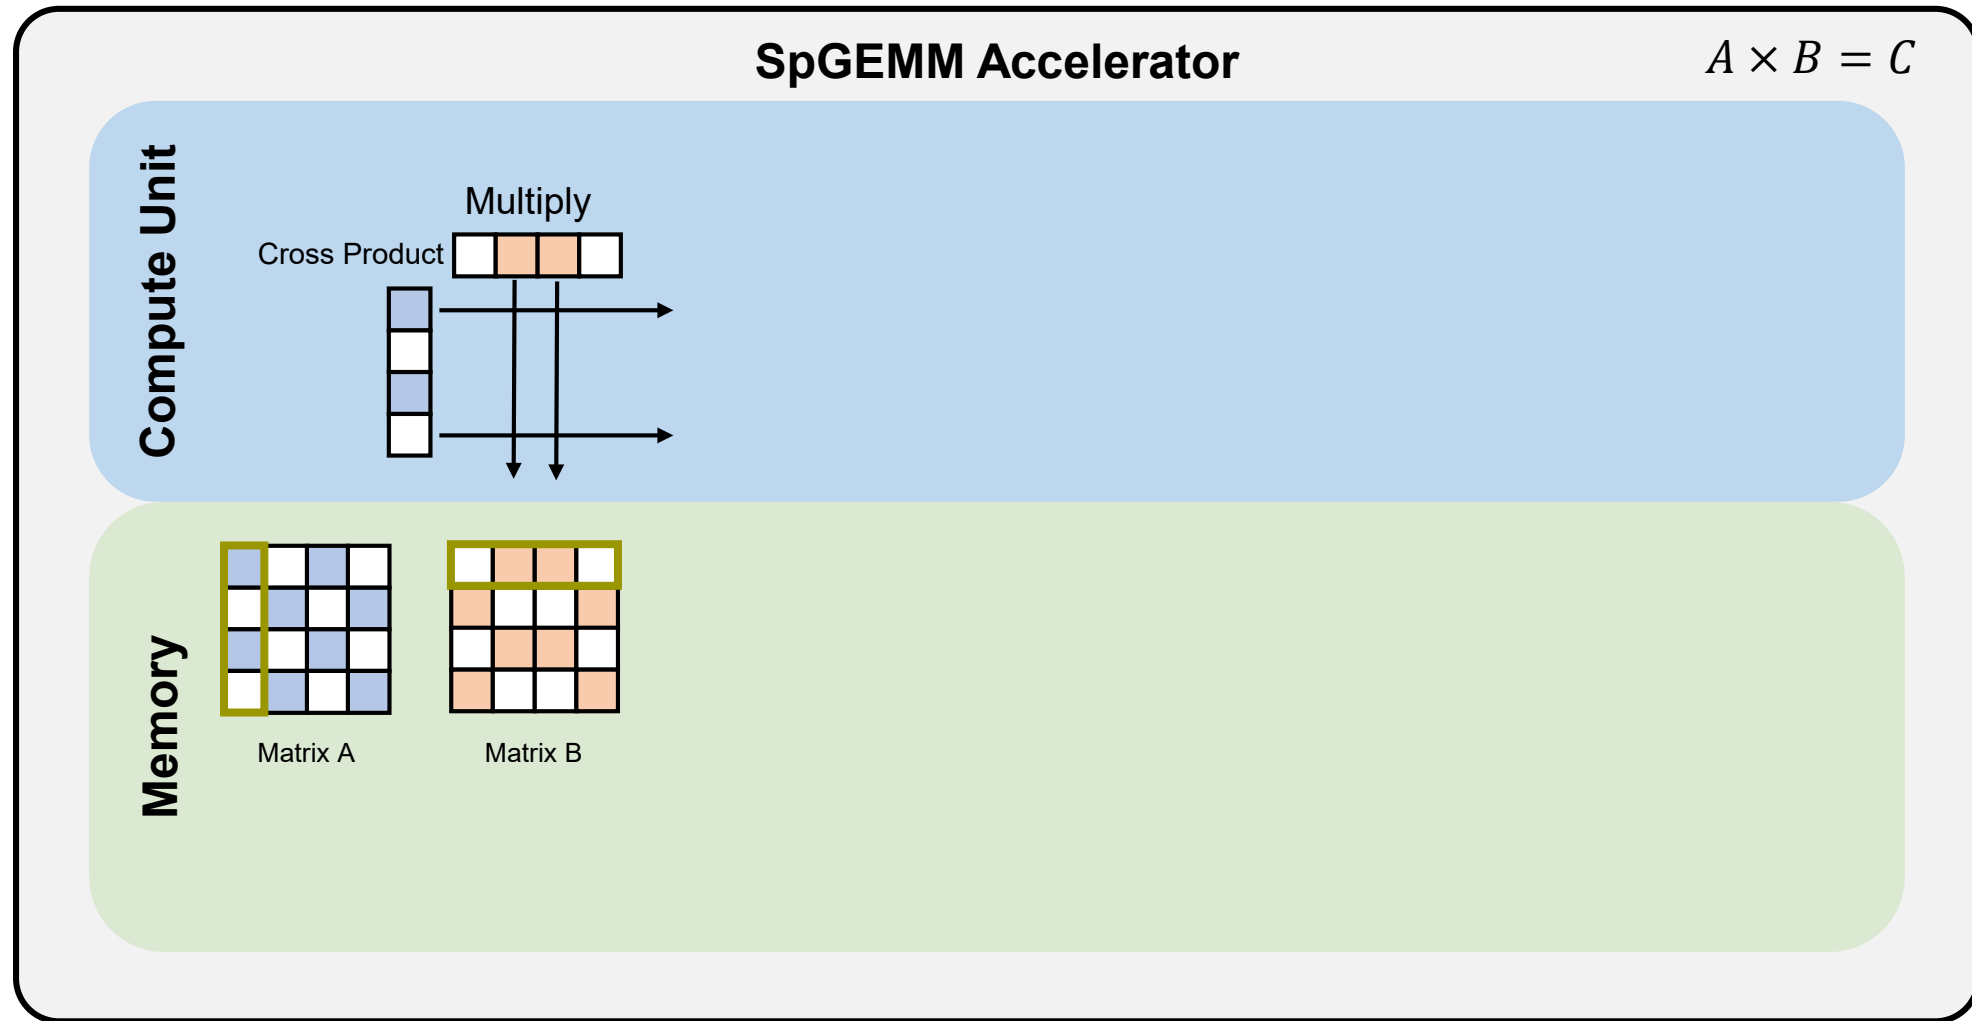 SpGEMM Accelerator
A × B = C
Compute Unit
Multiply
Cross Product
Memory
Matrix A
Matrix B